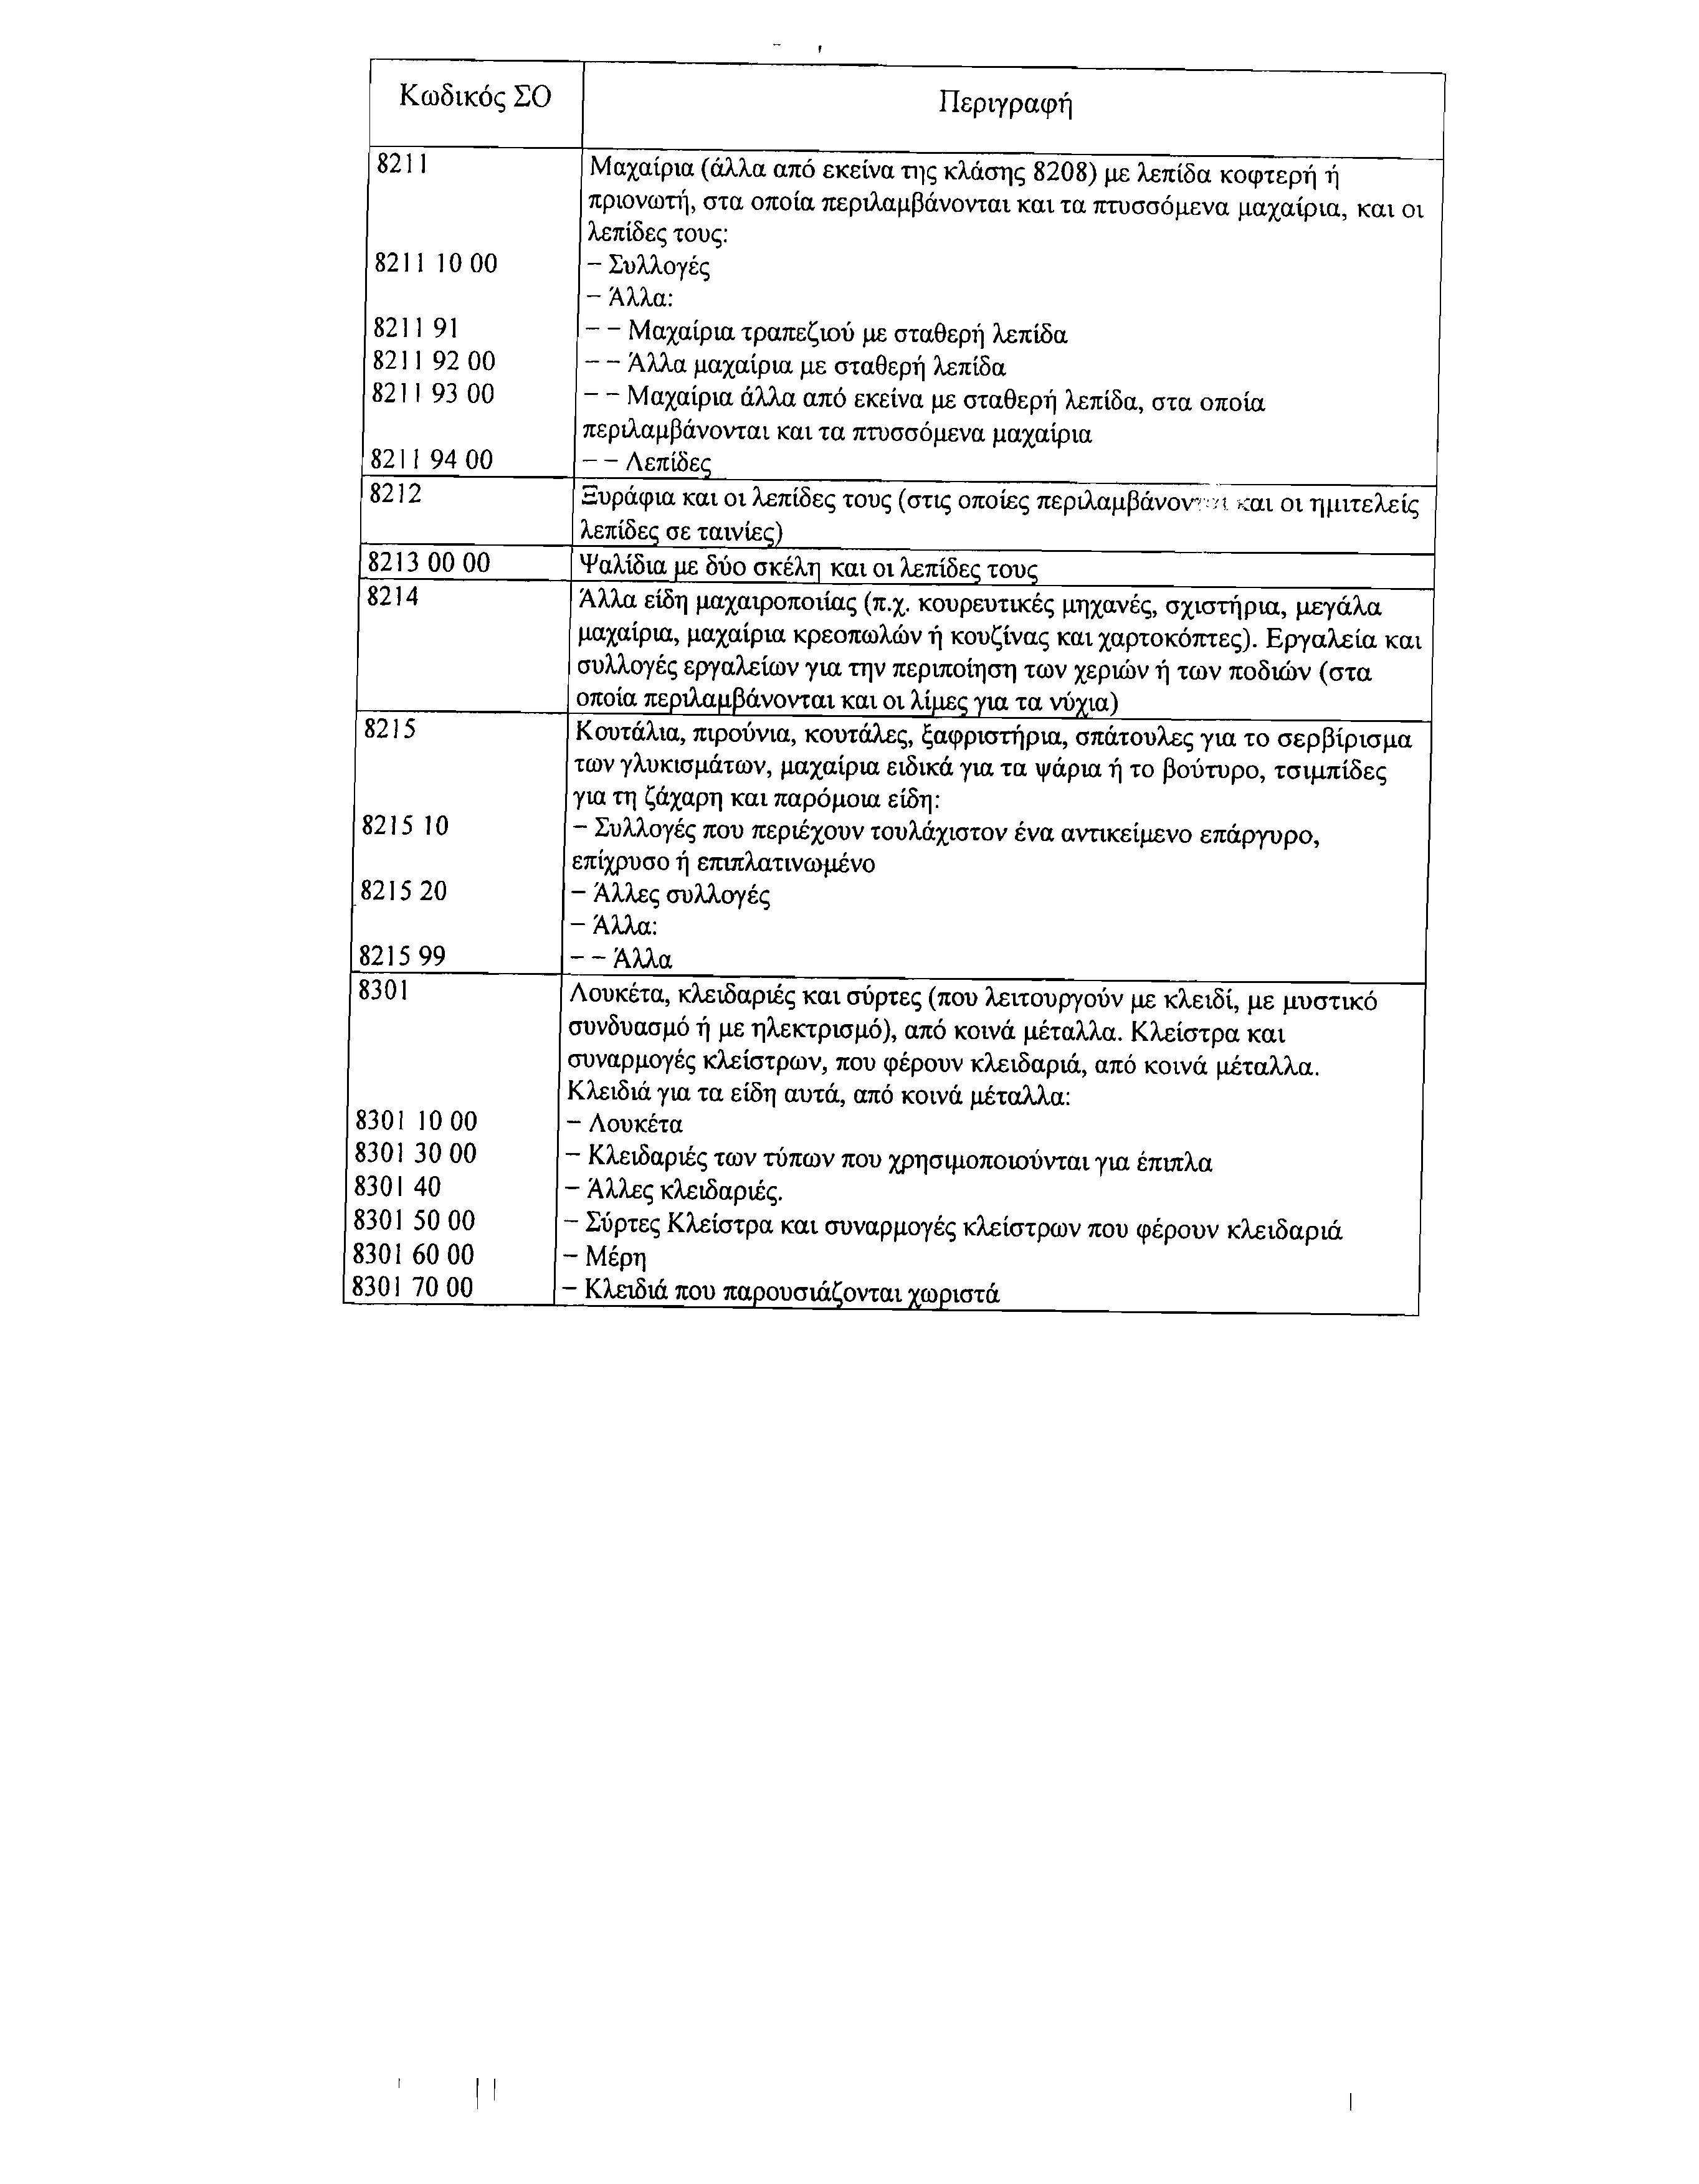 Κωδικός ΣΟ Περιγραφή
8211 Μαχαίρια (άλλα από εκείνα της κλάσης 8208) με λεπίδα κοφτερή ή
πριονωτή, στα οποία περιλαμβάνονται και τα πτυσσόμενα μαχαίρια, και οι
λεπίδες τους:
8211 10 00 – Συλλογές
– Άλλα:
8211 91 – – Μαχαίρια τραπεζιού με σταθερή λεπίδα
8211 92 00 – – Άλλα μαχαίρια με σταθερή λεπίδα
8211 93 00 – – Μαχαίρια άλλα από εκείνα με σταθερή λεπίδα, στα οποία
περιλαμβάνονται και τα πτυσσόμενα μαχαίρια
8211 94 00 – – Λεπίδες
8212 Ξυράφια και οι λεπίδες τους (στις οποίες περιλαμβάνονται και οι ημιτελείς
λεπίδες σε ταινίες)
8213 00 00 Ψαλίδια με δύο σκέλη και οι λεπίδες τους
8214 Άλλα είδη μαχαιροποιίας (π.χ. κουρευτικές μηχανές, σχιστήρια, μεγάλα
μαχαίρια, μαχαίρια κρεοπωλών ή κουζίνας και χαρτοκόπτες). Εργαλεία και
συλλογές εργαλείων για την περιποίηση των χεριών ή των ποδιών (στα
οποία περιλαμβάνονται και οι λίμες για τα νύχια)
8215 Κουτάλια, πιρούνια, κουτάλες, ξαφριστήρια, σπάτουλες για το σερβίρισμα
των γλυκισμάτων, μαχαίρια ειδικά για τα ψάρια ή το βούτυρο, τσιμπίδες
για τη ζάχαρη και παρόμοια είδη:
8215 10 – Συλλογές που περιέχουν τουλάχιστον ένα αντικείμενο επάργυρο,
επίχρυσο ή επιπλατινωμένο
8215 20 – Άλλες συλλογές
– Άλλα:
8215 99 – – Άλλα
8301 Λουκέτα, κλειδαριές και σύρτες (που λειτουργούν με κλειδί, με μυστικό
συνδυασμό ή με ηλεκτρισμό), από κοινά μέταλλα. Κλείστρα και
συναρμογές κλείστρων, που φέρουν κλειδαριά, από κοινά μέταλλα.
Κλειδιά για τα είδη αυτά, από κοινά μέταλλα:
8301 10 00 – Λουκέτα
8301 30 00 – Κλειδαριές των τύπων που χρησιμοποιούνται για έπιπλα
8301 40 – Άλλες κλειδαριές.
8301 50 00 – Σύρτες Κλείστρα και συναρμογές κλείστρων που φέρουν κλειδαριά
8301 60 00 – Μέρη
8301 70 00 – Κλειδιά που παρουσιάζονται χωριστά